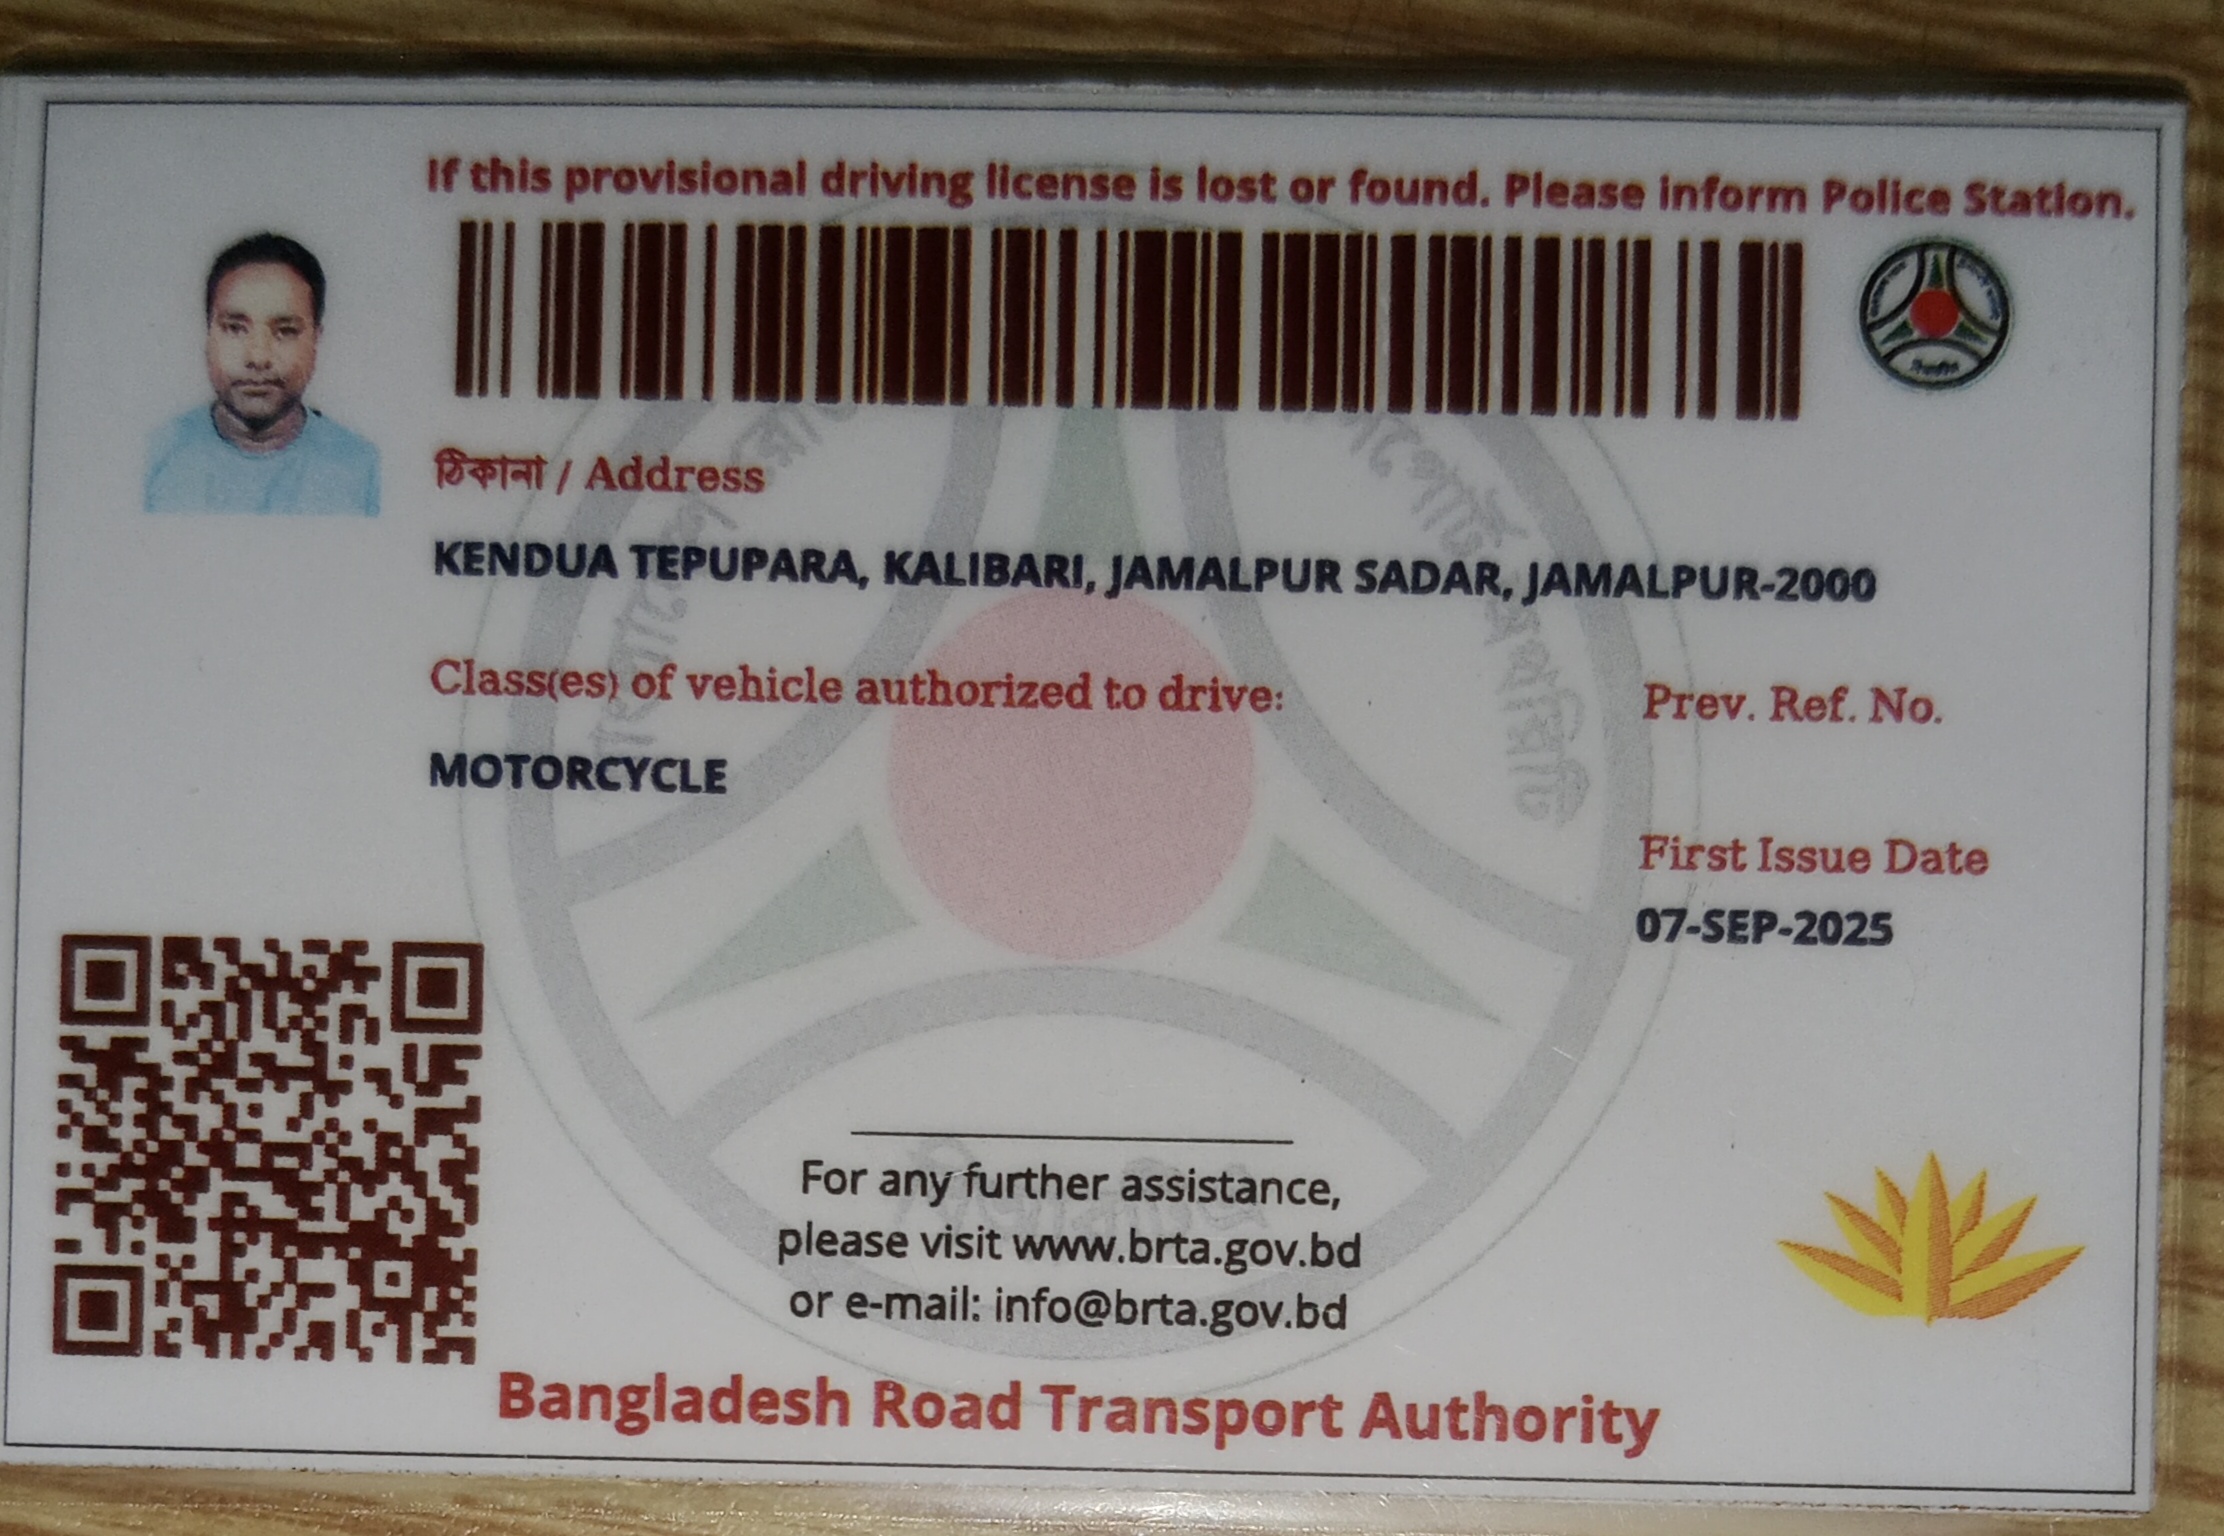 If this provisional driving license is lost or found. Please inform Police Station.
ঠিকানা / Address
KENDUA TEPUPARA, KALIBARI, JAMALPUR SADAR, JAMALPUR-2000
Class(es) of vehicle authorized to drive:
Prev. Ref. No.
MOTORCYCLE
First Issue Date
07-SEP-2025
For any further assistance,
please visit www.brta.gov.bd
or e-mail: info@brta.gov.bd
Bangladesh Road Transport Authority